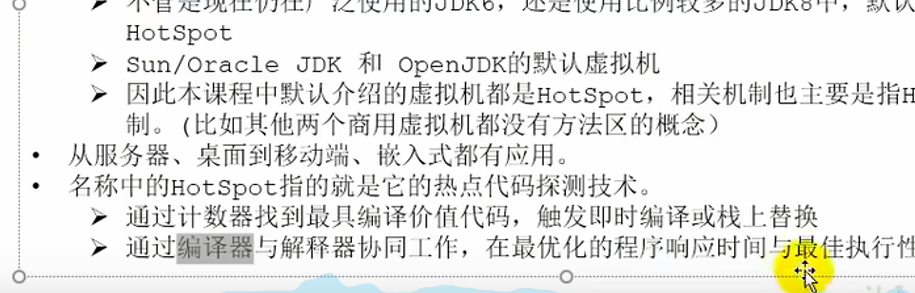 不管是现在仍在广泛使用的JDK6，还是使用比例较多的JDK8中，默认
HotSpot
➢ Sun/Oracle JDK 和 OpenJDK的默认虚拟机
➢ 因此本课程中默认介绍的虚拟机都是HotSpot，相关机制也主要是指H
制。(比如其他两个商用虚拟机都没有方法区的概念）
• 从服务器、桌面到移动端、嵌入式都有应用。
• 名称中的HotSpot指的就是它的热点代码探测技术。
➢ 通过计数器找到最具编译价值代码，触发即时编译或栈上替换
➢ 通过编译器与解释器协同工作，在最优化的程序响应时间与最佳执行性